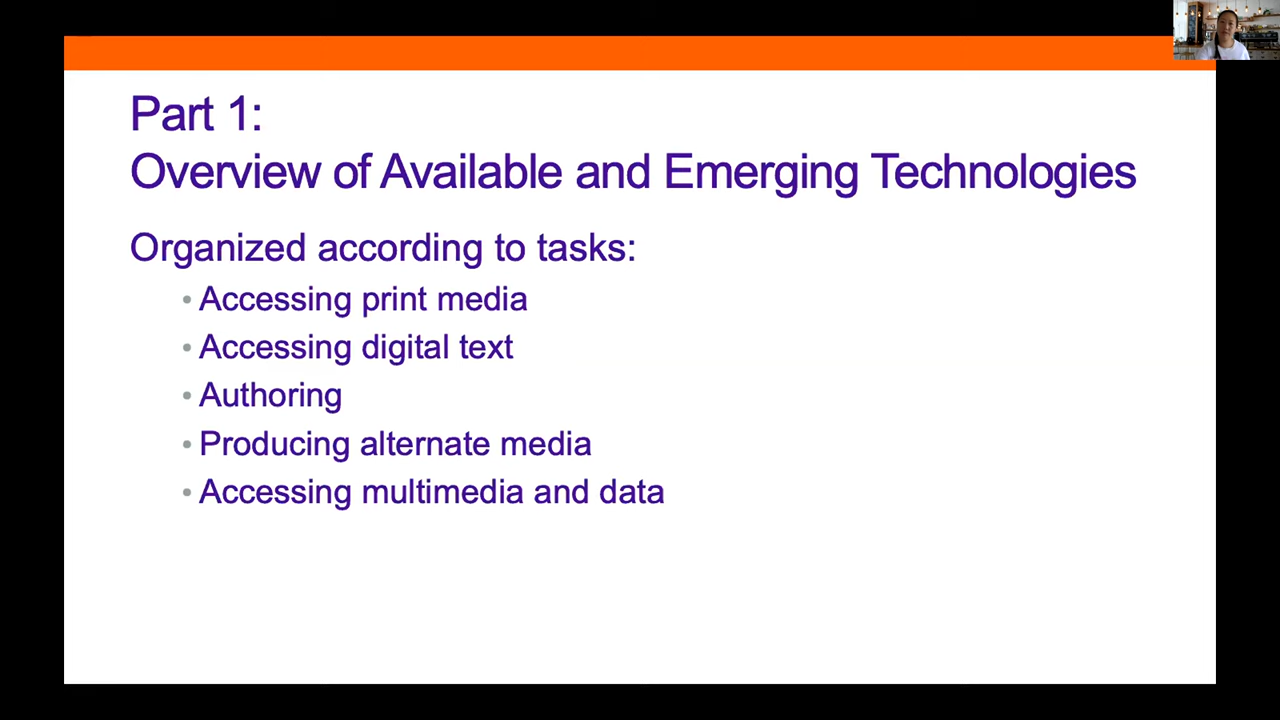 Part 1:
Overview of Available and Emerging Technologies
Organized according to tasks:
• Accessing print media
• Accessing digital text
• Authoring
• Producing alternate media
• Accessing multimedia and data